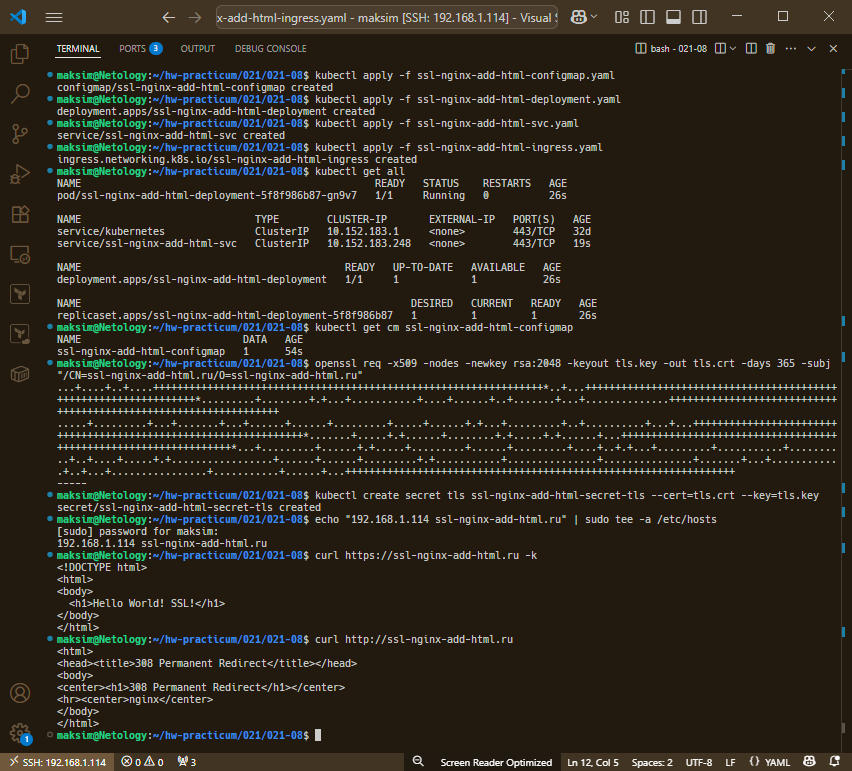 x-add-html-ingress.yaml - maksim [SSH: 192.168.1.114] - Visual S
TERMINAL PORTS 3 OUTPUT DEBUG CONSOLE bash - 021-08
maksim@Netology:~/hw-practicum/021/021-08$ kubectl apply -f ssl-nginx-add-html-configmap.yaml
configmap/ssl-nginx-add-html-configmap created
maksim@Netology:~/hw-practicum/021/021-08$ kubectl apply -f ssl-nginx-add-html-deployment.yaml
deployment.apps/ssl-nginx-add-html-deployment created
maksim@Netology:~/hw-practicum/021/021-08$ kubectl apply -f ssl-nginx-add-html-svc.yaml
service/ssl-nginx-add-html-svc created
maksim@Netology:~/hw-practicum/021/021-08$ kubectl apply -f ssl-nginx-add-html-ingress.yaml
ingress.networking.k8s.io/ssl-nginx-add-html-ingress created
maksim@Netology:~/hw-practicum/021/021-08$ kubectl get all
NAME READY STATUS RESTARTS AGE
pod/ssl-nginx-add-html-deployment-5f8f986b87-gn9v7 1/1 Running 0 26s
NAME TYPE CLUSTER-IP EXTERNAL-IP PORT(S) AGE
service/kubernetes ClusterIP 10.152.183.1 <none> 443/TCP 32d
service/ssl-nginx-add-html-svc ClusterIP 10.152.183.248 <none> 443/TCP 19s
NAME READY UP-TO-DATE AVAILABLE AGE
deployment.apps/ssl-nginx-add-html-deployment 1/1 1 1 26s
NAME DESIRED CURRENT READY AGE
replicaset.apps/ssl-nginx-add-html-deployment-5f8f986b87 1 1 1 26s
maksim@Netology:~/hw-practicum/021/021-08$ kubectl get cm ssl-nginx-add-html-configmap
NAME DATA AGE
ssl-nginx-add-html-configmap 1 54s
maksim@Netology:~/hw-practicum/021/021-08$ openssl req -x509 -nodes -newkey rsa:2048 -keyout tls.key -out tls.crt -days 365 -subj
"/CN=ssl-nginx-add-html.ru/O=ssl-nginx-add-html.ru"
-----
maksim@Netology:~/hw-practicum/021/021-08$ kubectl create secret tls ssl-nginx-add-html-secret-tls --cert=tls.crt --key=tls.key
secret/ssl-nginx-add-html-secret-tls created
maksim@Netology:~/hw-practicum/021/021-08$ echo "192.168.1.114 ssl-nginx-add-html.ru" | sudo tee -a /etc/hosts
[sudo] password for maksim:
192.168.1.114 ssl-nginx-add-html.ru
maksim@Netology:~/hw-practicum/021/021-08$ curl https://ssl-nginx-add-html.ru -k
<!DOCTYPE html>
<html>
<body>
<h1>Hello World! SSL!</h1>
</body>
</html>
maksim@Netology:~/hw-practicum/021/021-08$ curl http://ssl-nginx-add-html.ru
<html>
<head><title>308 Permanent Redirect</title></head>
<body>
<center><h1>308 Permanent Redirect</h1></center>
<hr><center>nginx</center>
</body>
</html>
maksim@Netology:~/hw-practicum/021/021-08$
1
SSH: 192.168.1.114 0 0 3 Screen Reader Optimized Ln 12, Col 5 Spaces: 2 UTF-8 LF {} YAML